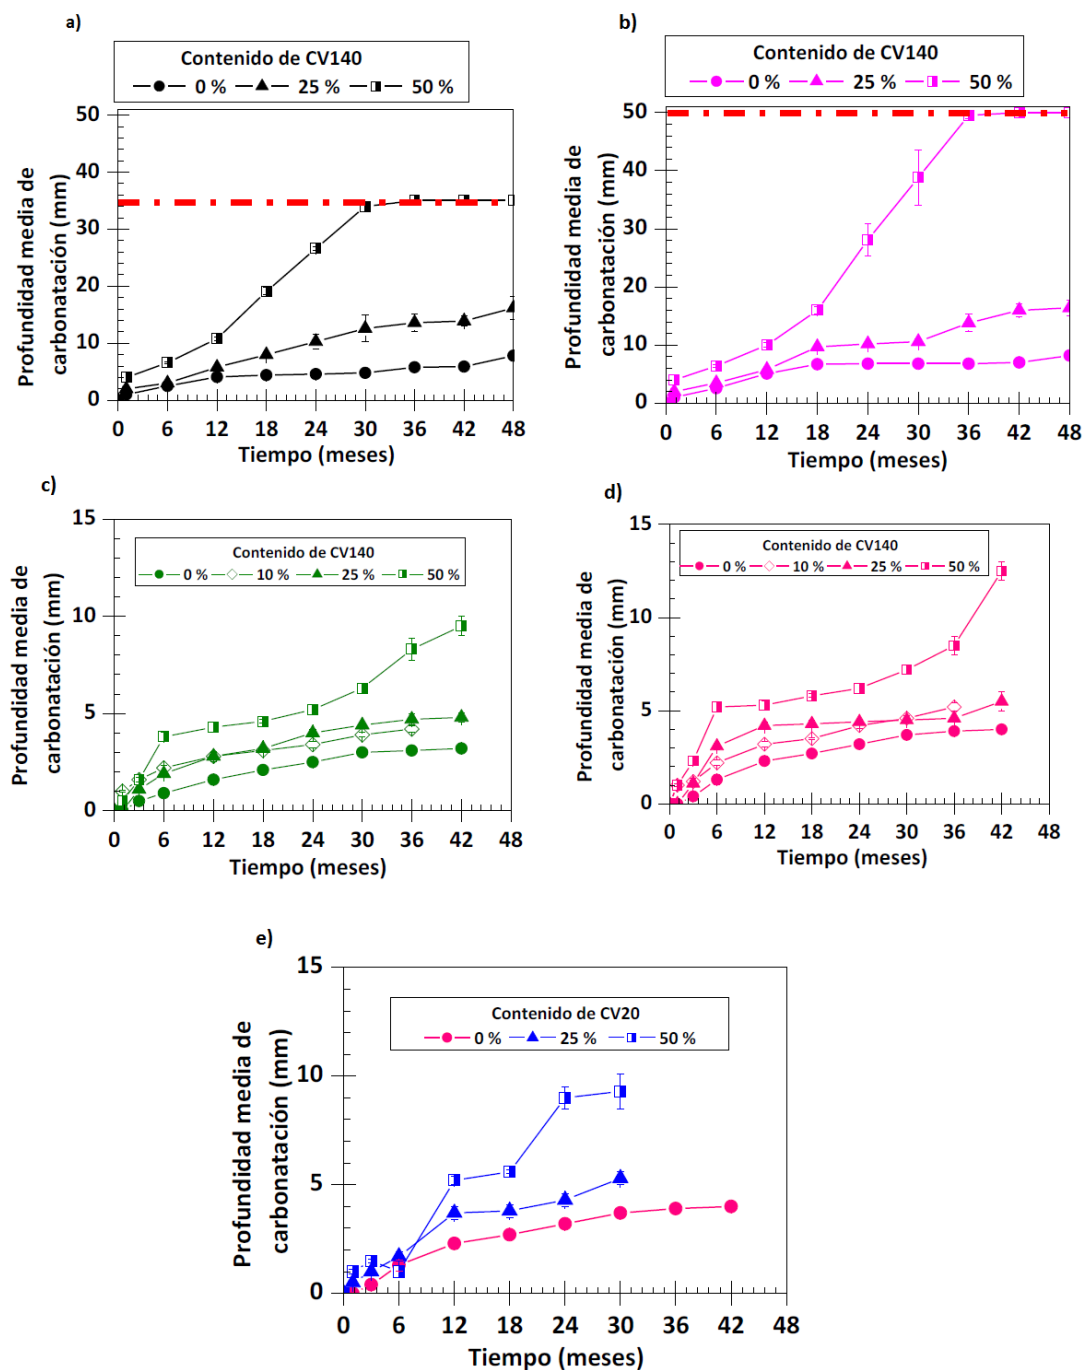 a)
Contenido de CV140
0 % 25 % 50 %
Profundidad media de
carbonatación (mm)
50
40
30
20
10
0
0 6 12 18 24 30 36 42 48
Tiempo (meses)
b)
Contenido de CV140
0 % 25 % 50 %
Profundidad media de
carbonatación (mm)
50
40
30
20
10
0
0 6 12 18 24 30 36 42 48
Tiempo (meses)
c)
Contenido de CV140
0 % 10 % 25 % 50 %
Profundidad media de
carbonatación (mm)
15
10
5
0
0 6 12 18 24 30 36 42 48
Tiempo (meses)
d)
Contenido de CV140
0 % 10 % 25 % 50 %
Profundidad media de
carbonatación (mm)
15
10
5
0
0 6 12 18 24 30 36 42 48
Tiempo (meses)
e)
Contenido de CV20
0 % 25 % 50 %
Profundidad media de
carbonatación (mm)
15
10
5
0
0 6 12 18 24 30 36 42 48
Tiempo (meses)